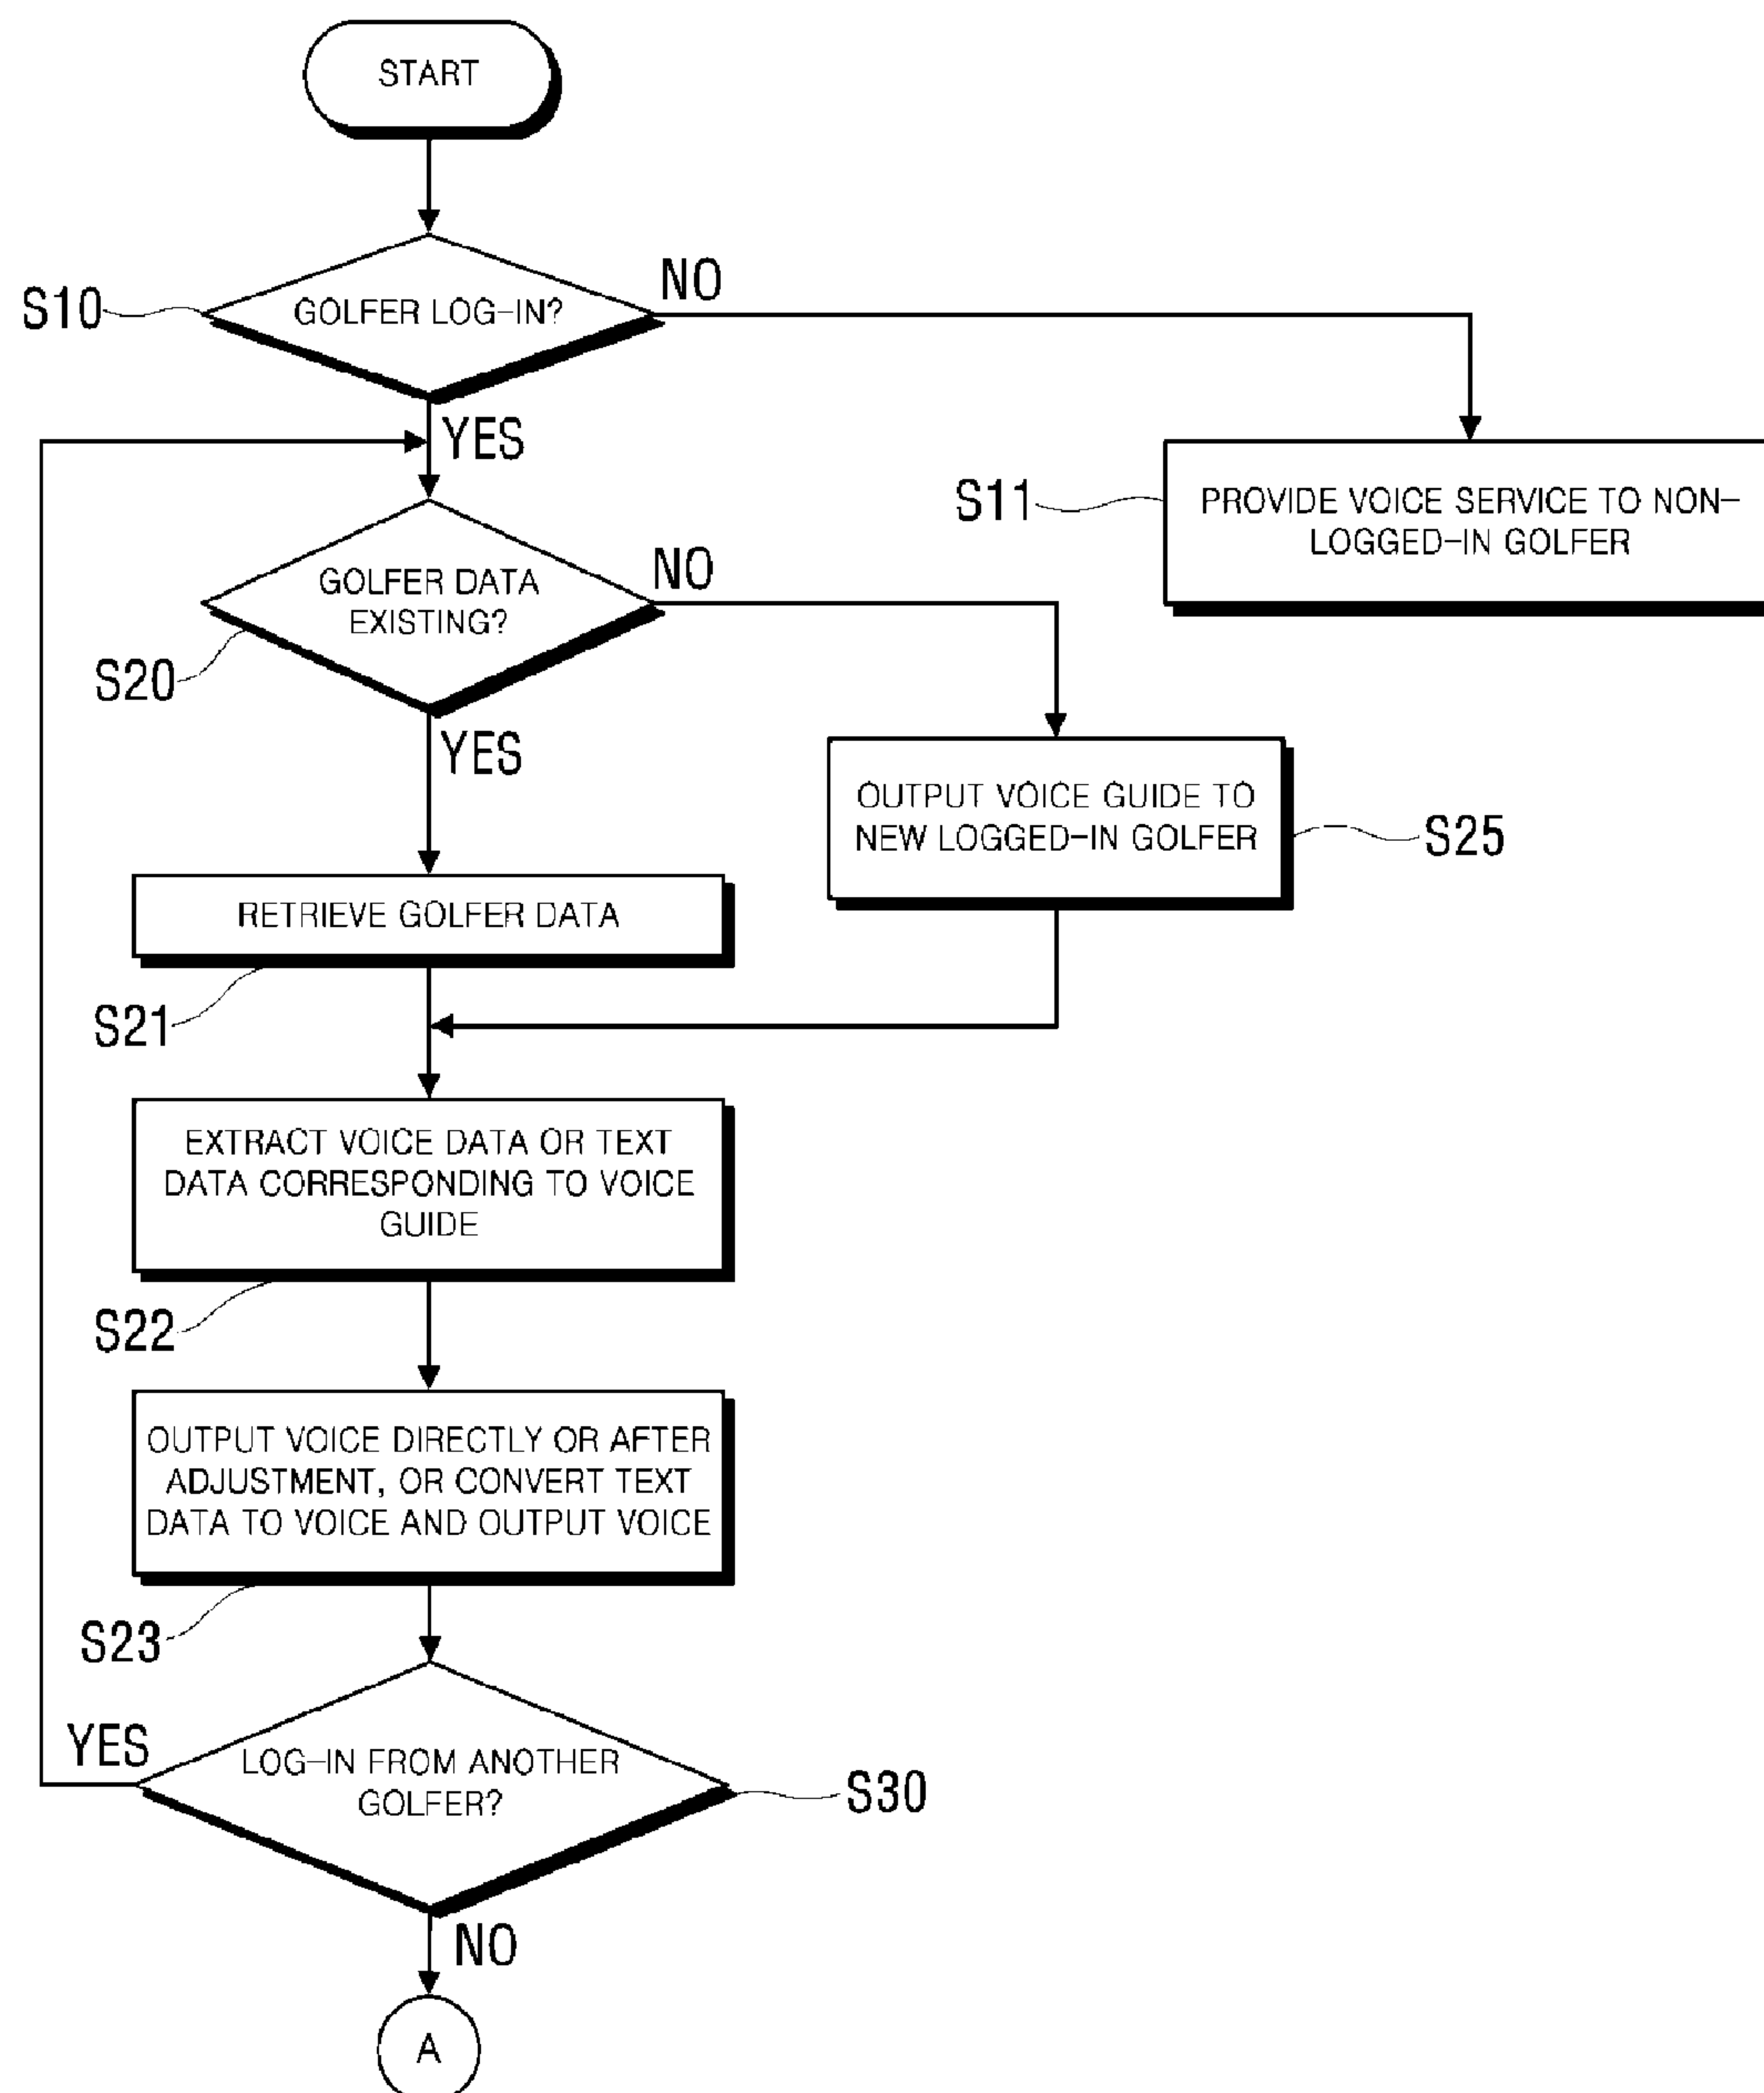 START
S10
GOLFER LOG-IN?
NO
YES
S11
PROVIDE VOICE SERVICE TO NON-
LOGGED-IN GOLFER
GOLFER DATA
EXISTING?
NO
S20
YES
OUTPUT VOICE GUIDE TO
NEW LOGGED-IN GOLFER
S25
RETRIEVE GOLFER DATA
S21
EXTRACT VOICE DATA OR TEXT
DATA CORRESPONDING TO VOICE
GUIDE
S22
OUTPUT VOICE DIRECTLY OR AFTER
ADJUSTMENT, OR CONVERT TEXT
DATA TO VOICE AND OUTPUT VOICE
S23
YES
LOG-IN FROM ANOTHER
GOLFER?
S30
NO
A